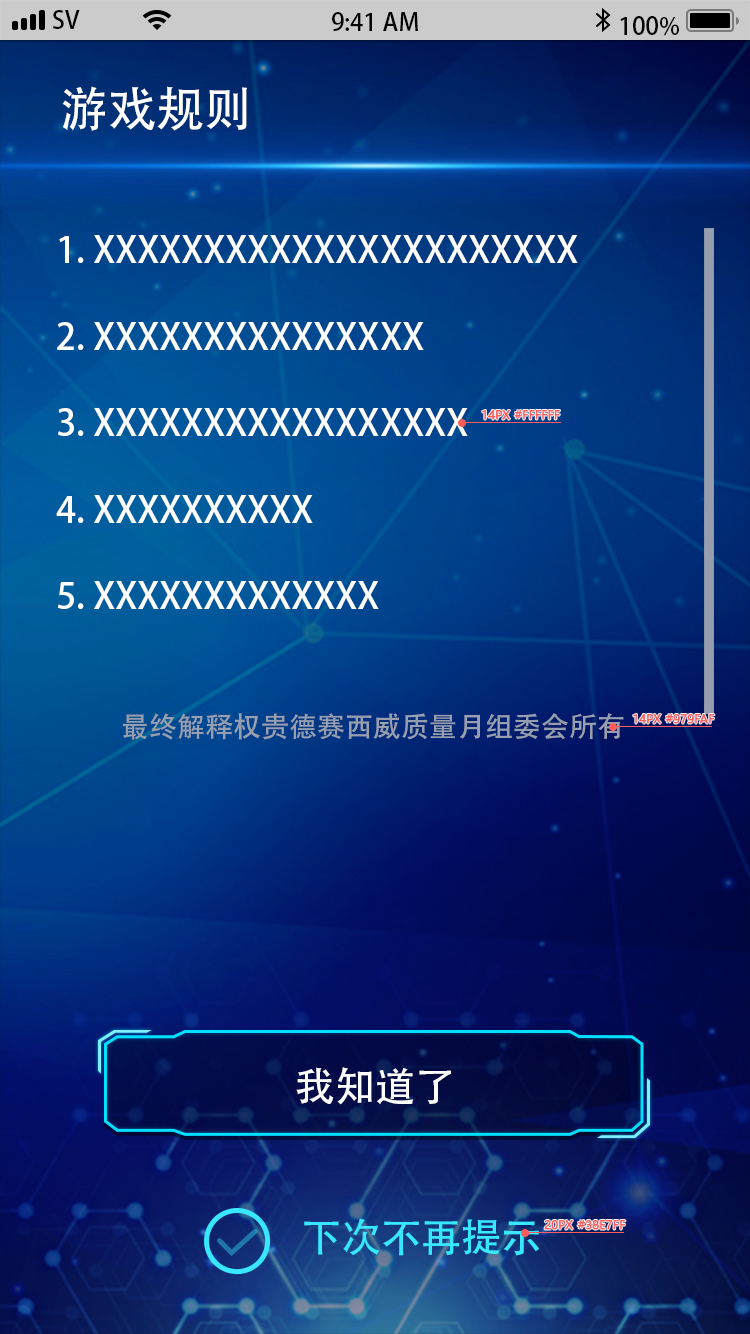 SV 9:41 AM 100%
游戏规则
1. XXXXXXXXXXXXXXXXXXXXXX
2. XXXXXXXXXXXXXXX
3. XXXXXXXXXXXXXXXXX 14PX #FFFFFF
4. XXXXXXXXXX
5. XXXXXXXXXXXXX
最终解释权贵德赛西威质量月组委会所有 14PX #979FAF
我知道了
下次不再提示 20PX #38E7FF